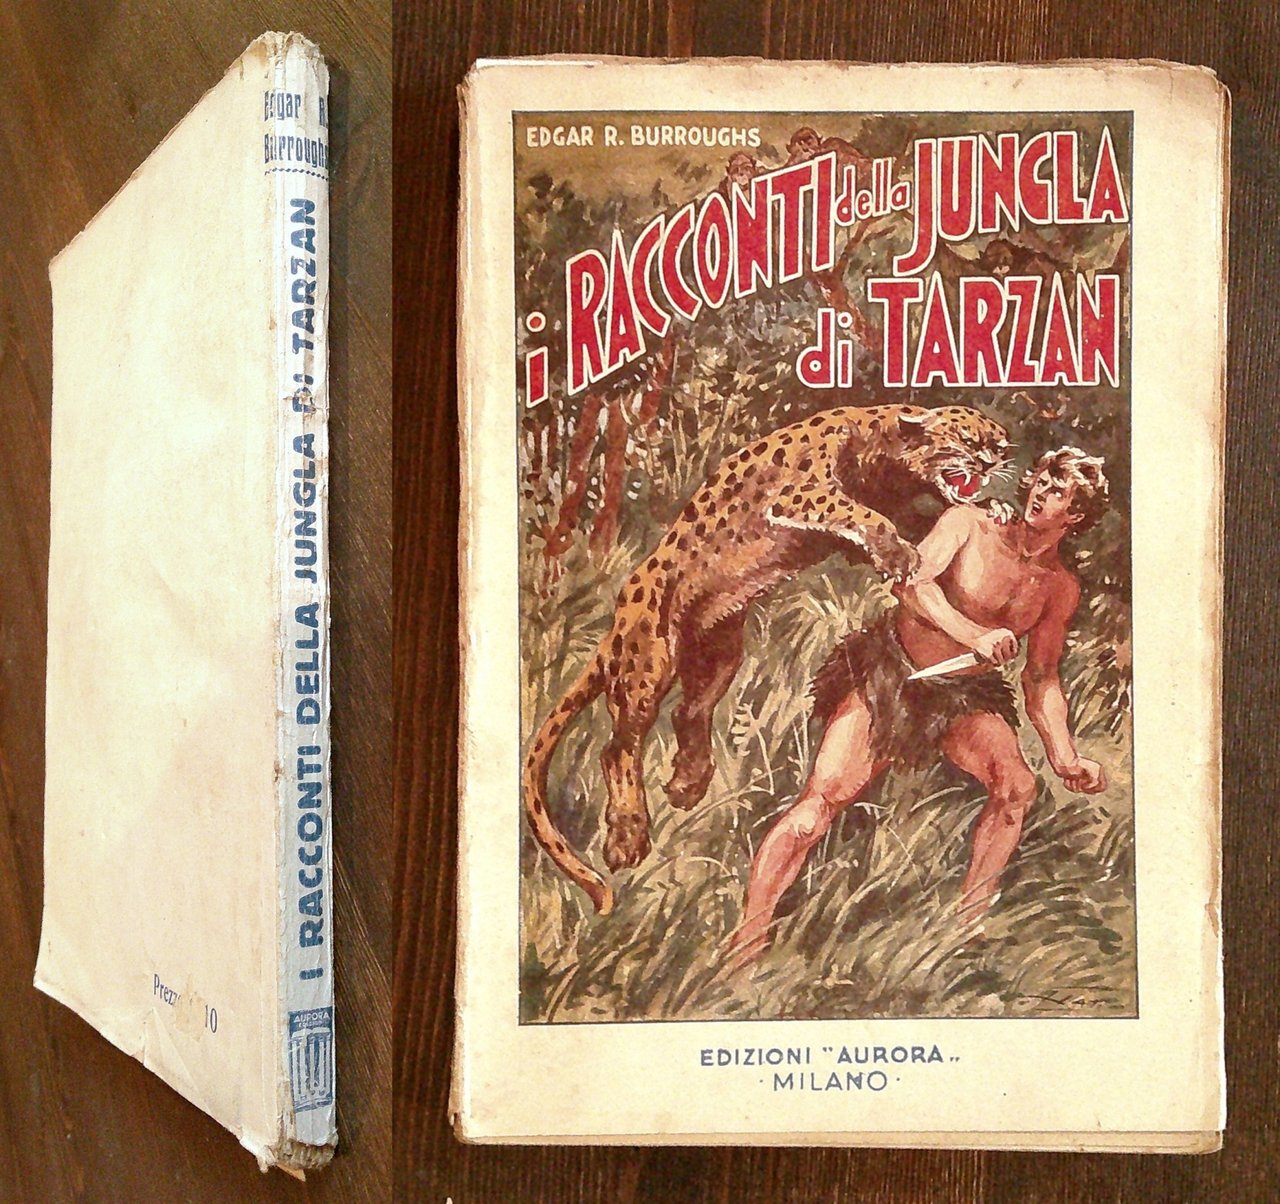 Edgar R.
Burroughs
I RACCONTI DELLA JUNGLA DI TARZAN
AURORA
10
EDGAR R. BURROUGHS
i RACCONTI della JUNGLA
di TARZAN
EDIZIONI "AURORA„
·MILANO·